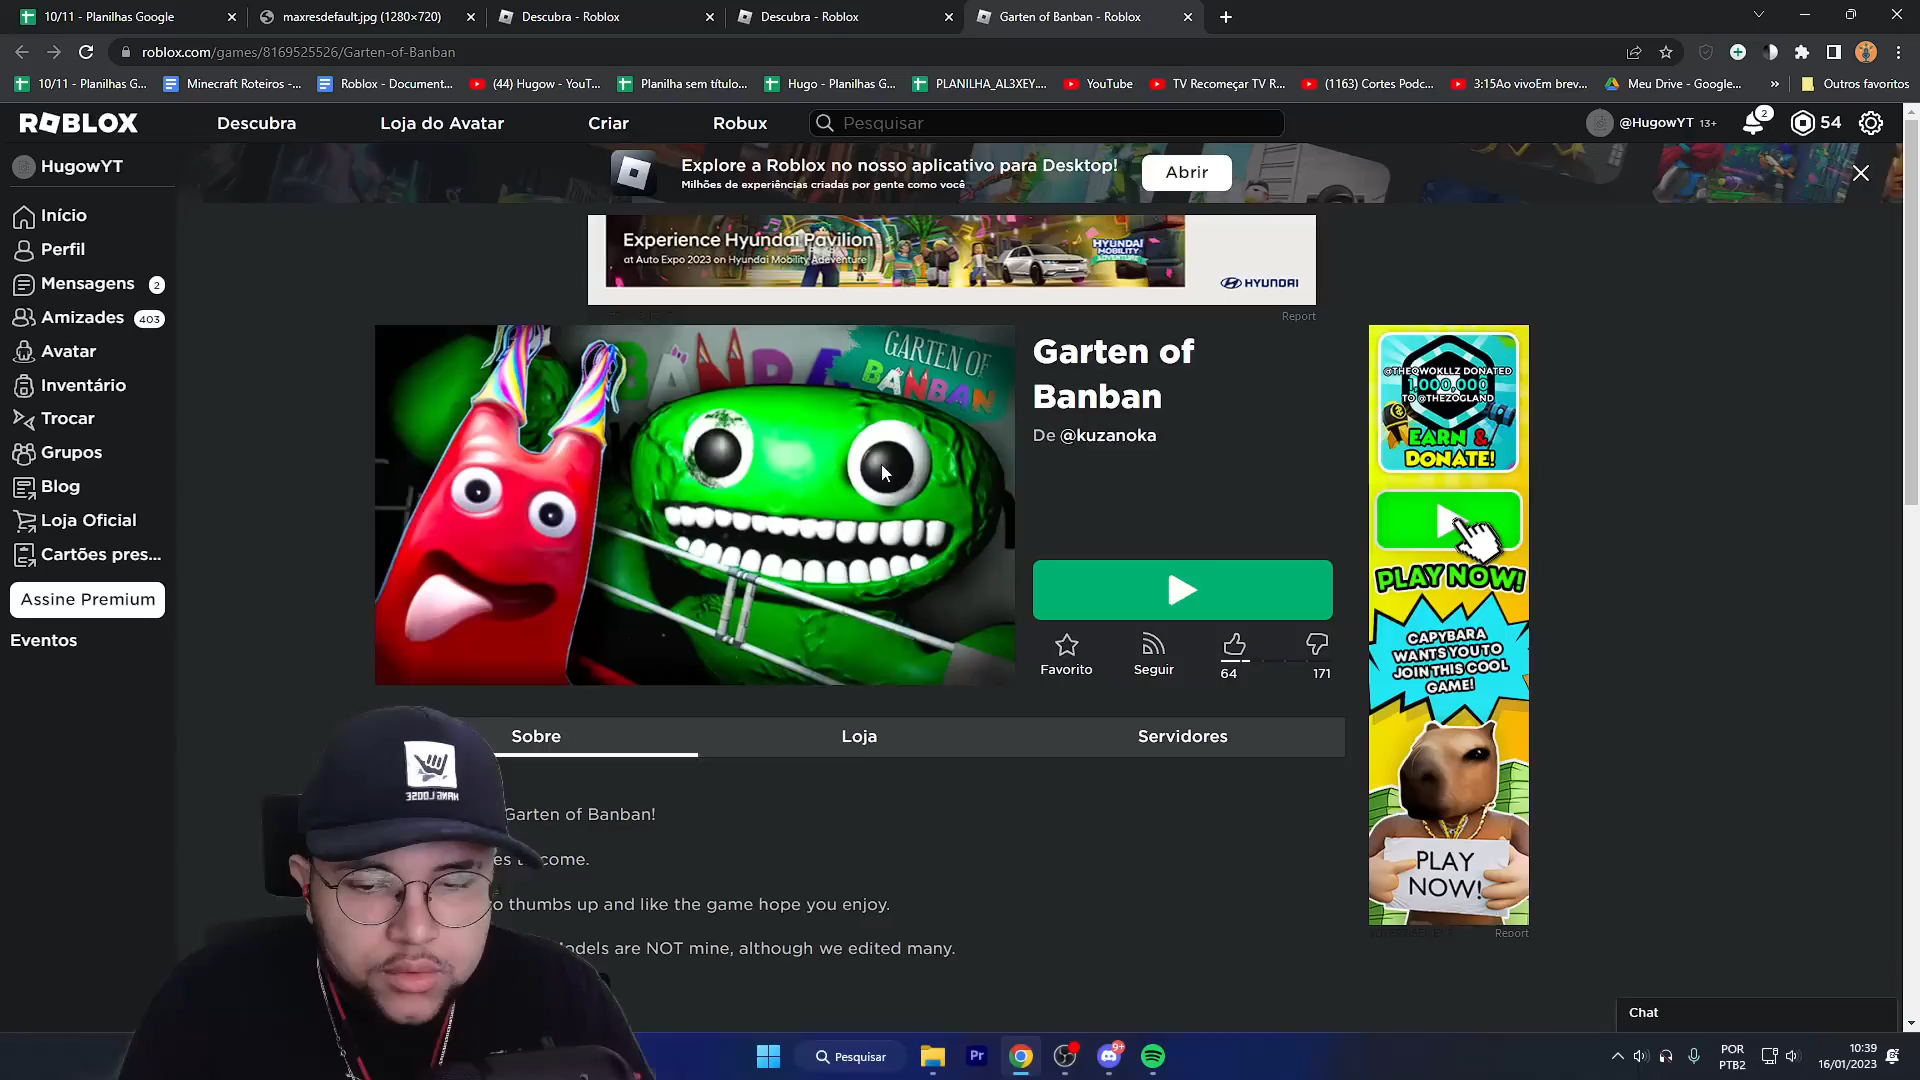 10/11 - Planilhas Google
maxresdefault.jpg (1280×720)
Descubra - Roblox
Descubra - Roblox
Garten of Banban - Roblox
roblox.com/games/8169525526/Garten-of-Banban
10/11 - Planilhas G...
Minecraft Roteiros -...
Roblox - Document...
(44) Hugow - YouT...
Planilha sem título...
Hugo - Planilhas G...
PLANILHA_AL3XEY....
YouTube
TV Recomeçar TV R...
(1163) Cortes Podc...
3:15Ao vivoEm brev...
Meu Drive - Google...
»
Outros favoritos
ROBLOX
Descubra
Loja do Avatar
Criar
Robux
Pesquisar
@HugowYT 13+
2
54
HugowYT
Explore a Roblox no nosso aplicativo para Desktop!
Milhões de experiências criadas por gente como você
Abrir
Início
Perfil
Mensagens 2
Amizades 403
Avatar
Inventário
Trocar
Grupos
Blog
Loja Oficial
Cartões pres...
Assine Premium
Eventos
Experience Hyundai Pavilion
at Auto Expo 2023 on Hyundai Mobility Adventure
HYUNDAI
MOBILITY
ADVENTURE
HYUNDAI
Report
GARTEN OF
BANBAN
Garten of
Banban
De @kuzanoka
Favorito
Seguir
64
171
@THEQWOKLLZ DONATED
1,000,000
TO @THEZOGLAND
EARN &
DONATE!
PLAY NOW!
CAPYBARA
WANTS YOU TO
JOIN THIS COOL
GAME!
PLAY
NOW!
Report
Sobre
Loja
Servidores
Garten of Banban!
come.
thumbs up and like the game hope you enjoy.
are NOT mine, although we edited many.
HANG LOOSE
Chat
Pesquisar
Pr
9+
POR
PTB2
10:39
16/01/2023